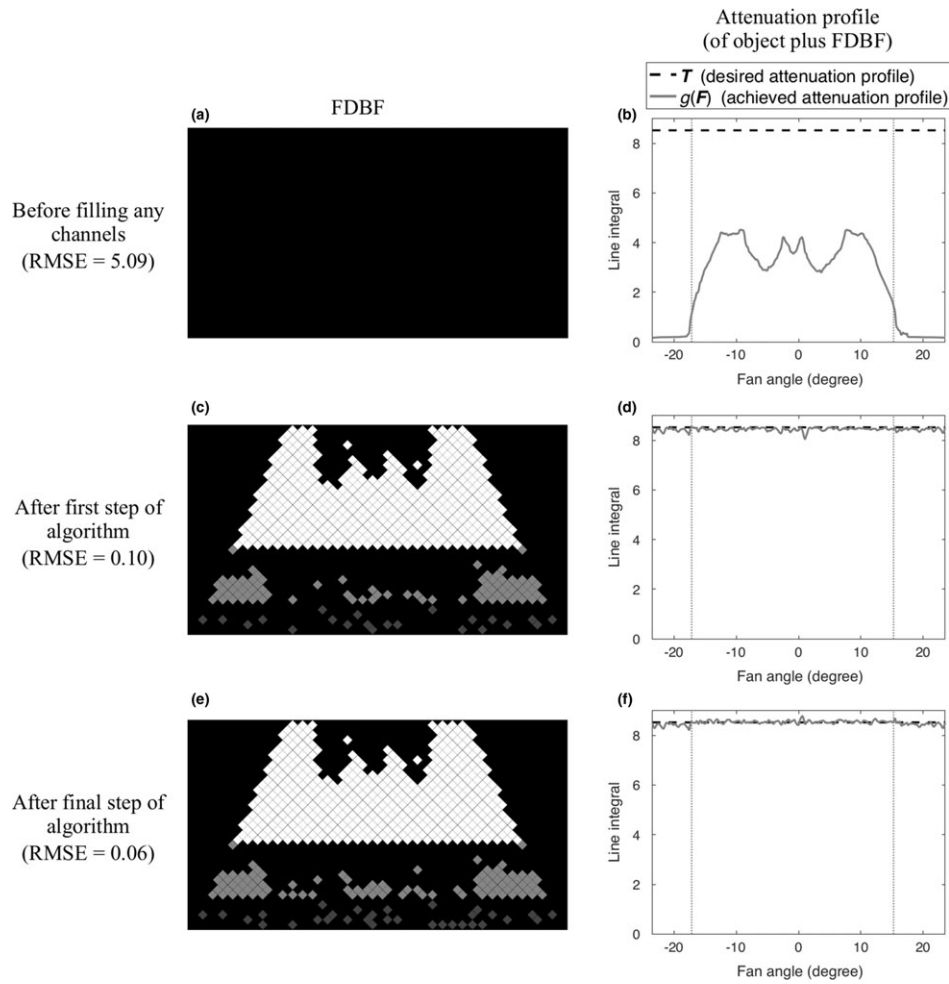 Attenuation profile
(of object plus FDBF)
T (desired attenuation profile)
g(F) (achieved attenuation profile)
FDBF
(a)
(b)
Before filling any
channels
(RMSE = 5.09)
Line integral
8
6
4
2
0
-20 -10 0 10 20
Fan angle (degree)
(c)
(d)
After first step of
algorithm
(RMSE = 0.10)
Line integral
8
6
4
2
0
-20 -10 0 10 20
Fan angle (degree)
(e)
(f)
After final step of
algorithm
(RMSE = 0.06)
Line integral
8
6
4
2
0
-20 -10 0 10 20
Fan angle (degree)